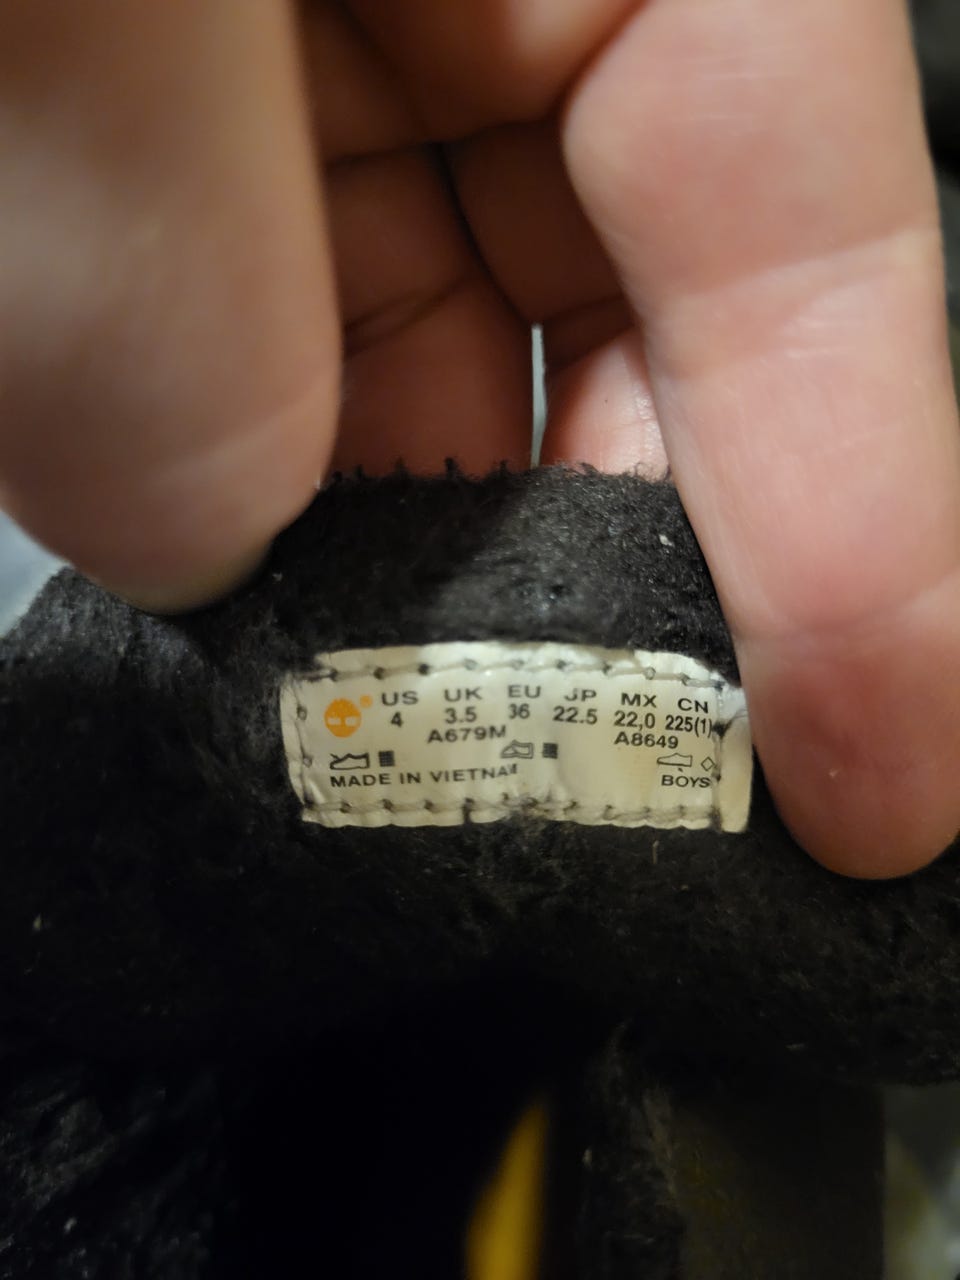 US UK EU JP MX CN
4 3.5 36 22.5 22,0 225(1)
A679M A8649
MADE IN VIETNAM BOYS